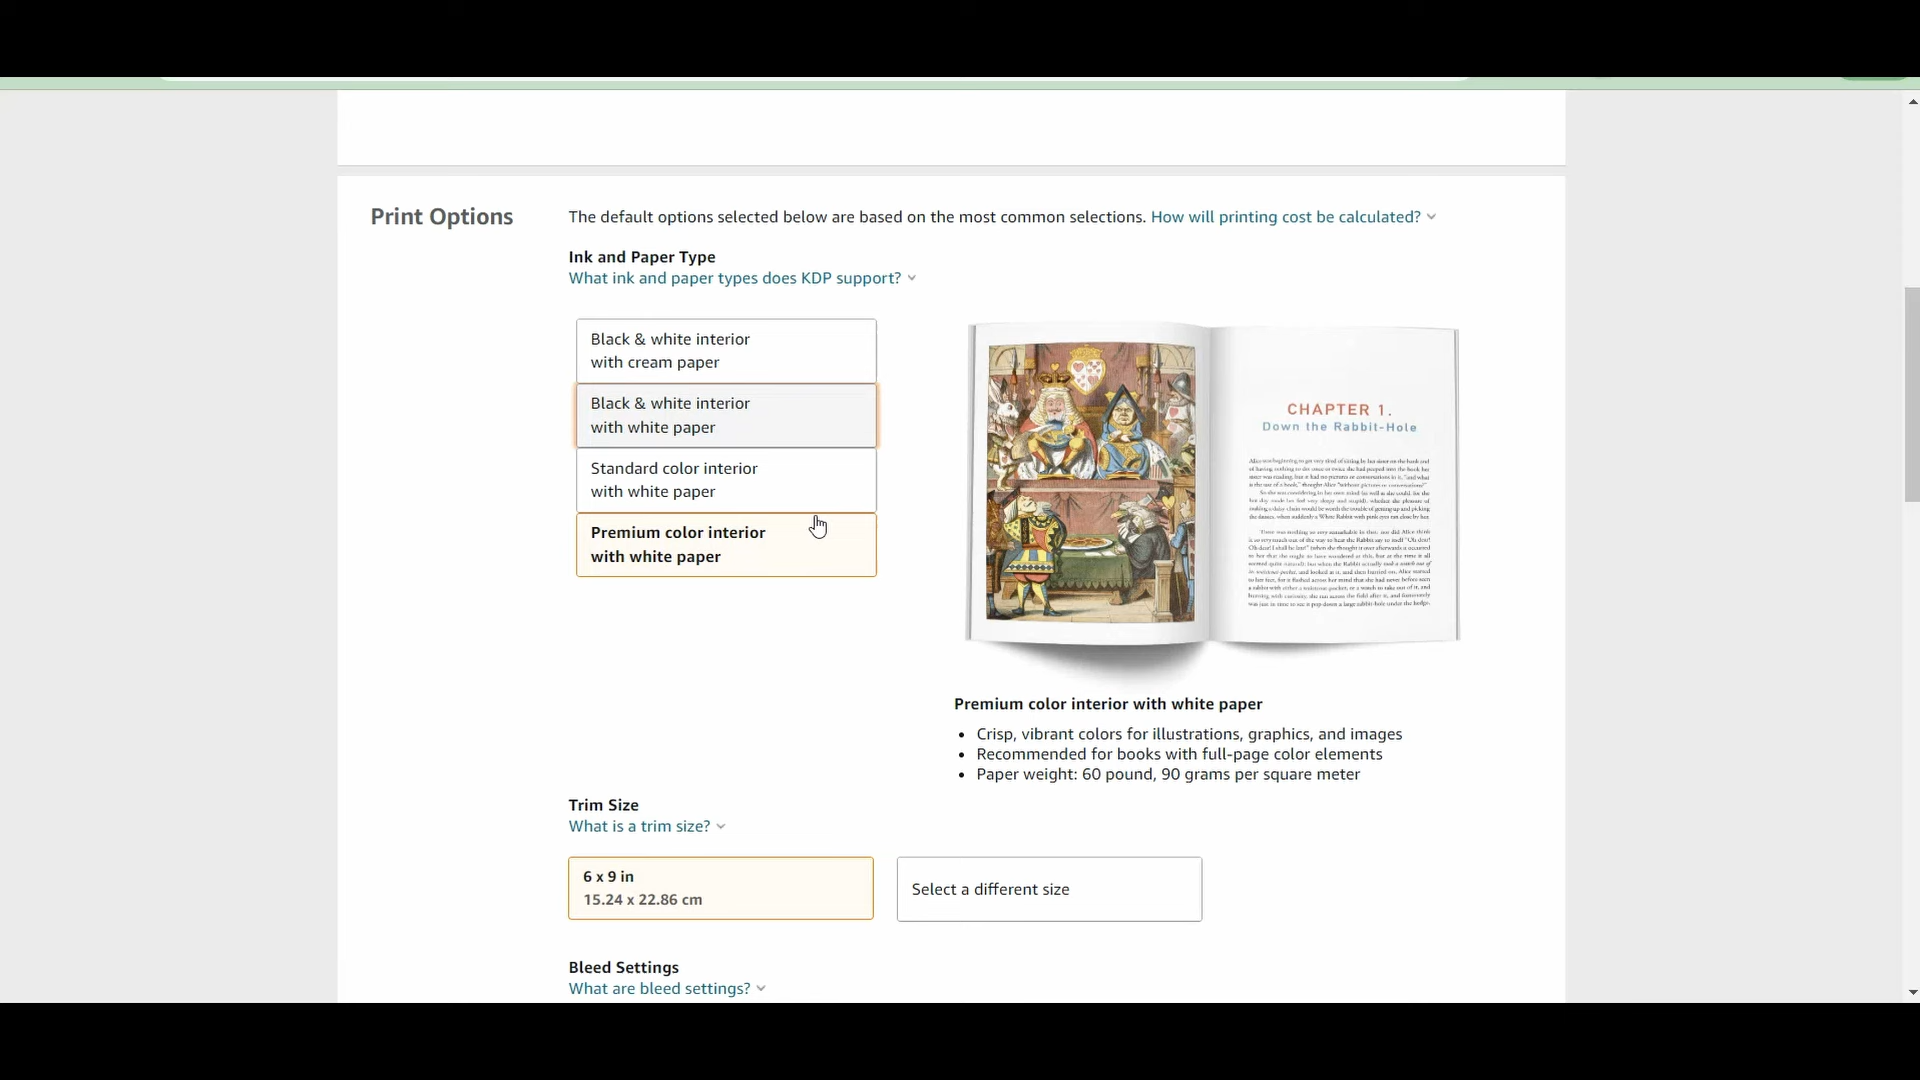 Print Options
The default options selected below are based on the most common selections. How will printing cost be calculated?
Ink and Paper Type
What ink and paper types does KDP support?
Black & white interior
with cream paper
Black & white interior
with white paper
Standard color interior
with white paper
Premium color interior
with white paper
CHAPTER 1.
Down the Rabbit-Hole
Premium color interior with white paper
• Crisp, vibrant colors for illustrations, graphics, and images
• Recommended for books with full-page color elements
• Paper weight: 60 pound, 90 grams per square meter
Trim Size
What is a trim size?
6 x 9 in
15.24 x 22.86 cm
Select a different size
Bleed Settings
What are bleed settings?